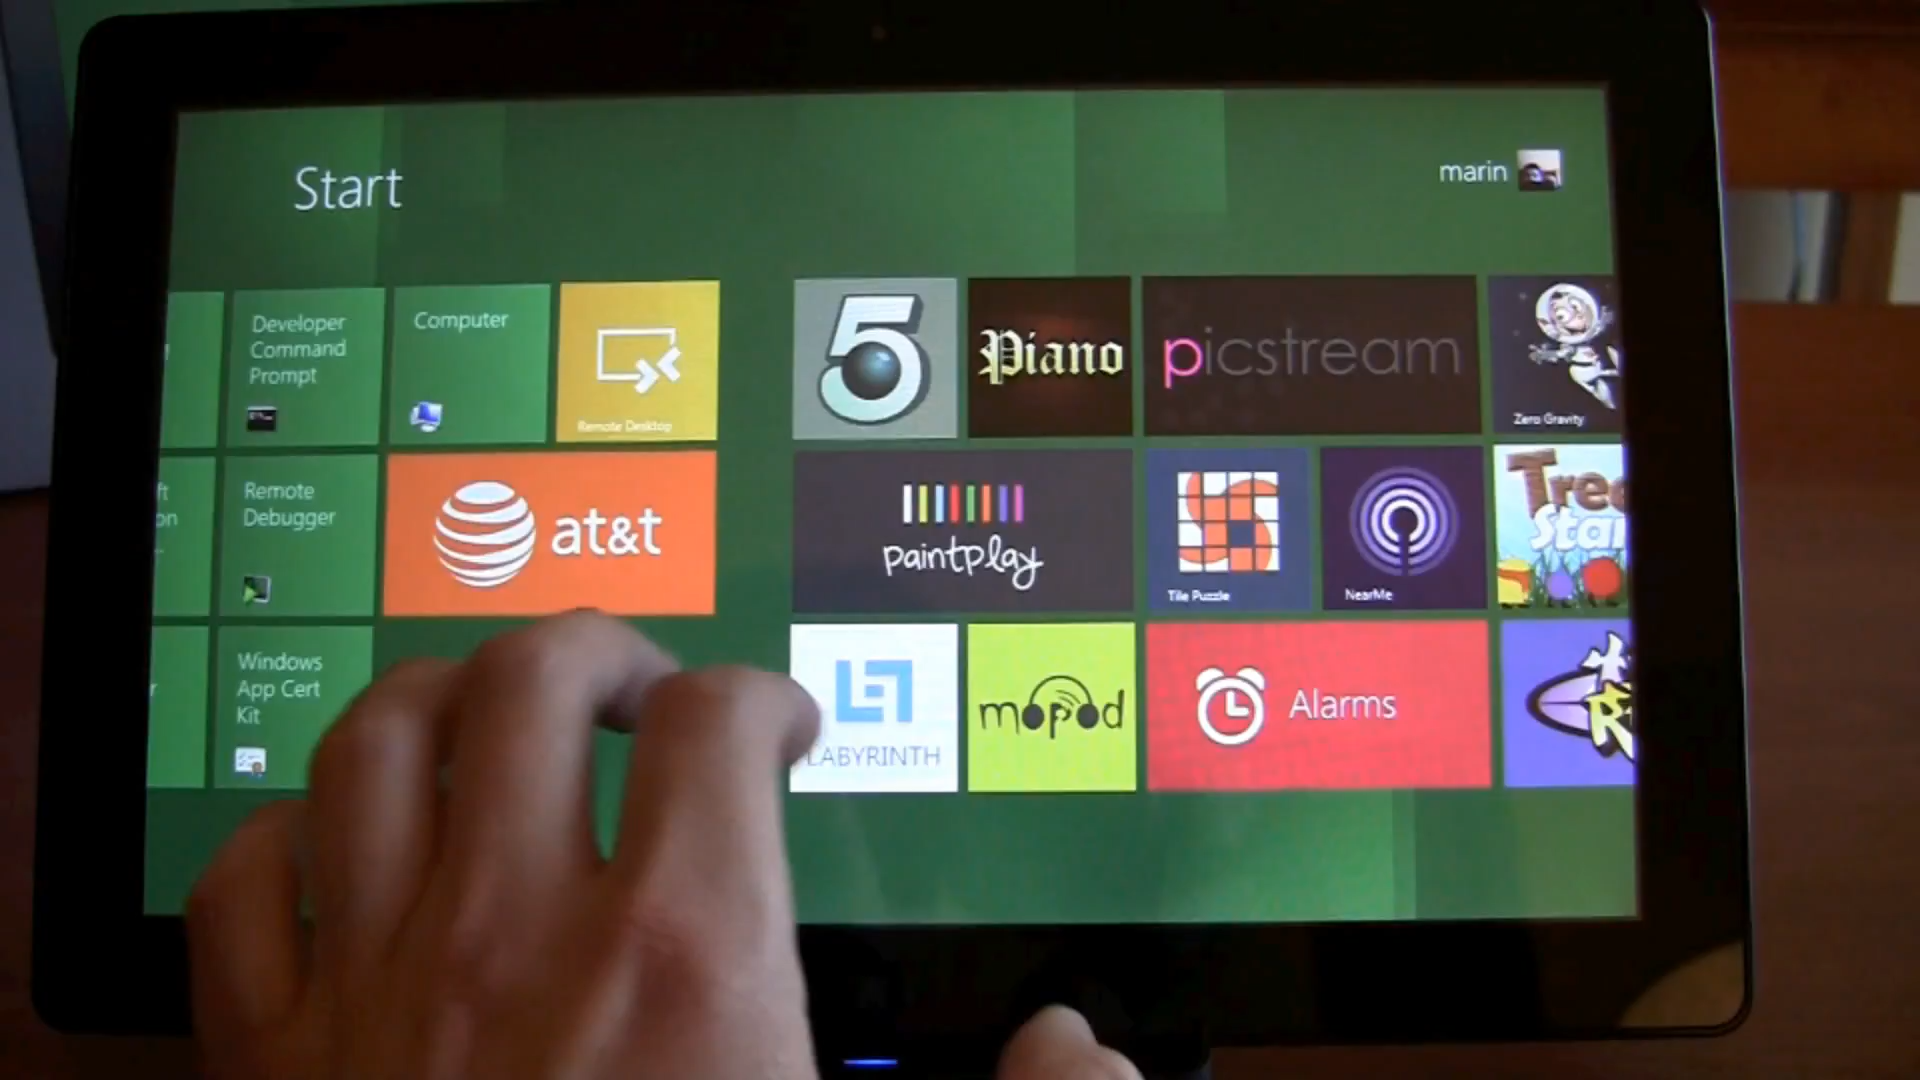 Start
marin
Developer
Command
Prompt
Computer
Remote Desktop
5
Piano
picstream
Zero Gravity
Remote
Debugger
at&t
paintplay
Tile Puzzle
NearMe
Windows
App Cert
Kit
LABYRINTH
mopod
Alarms